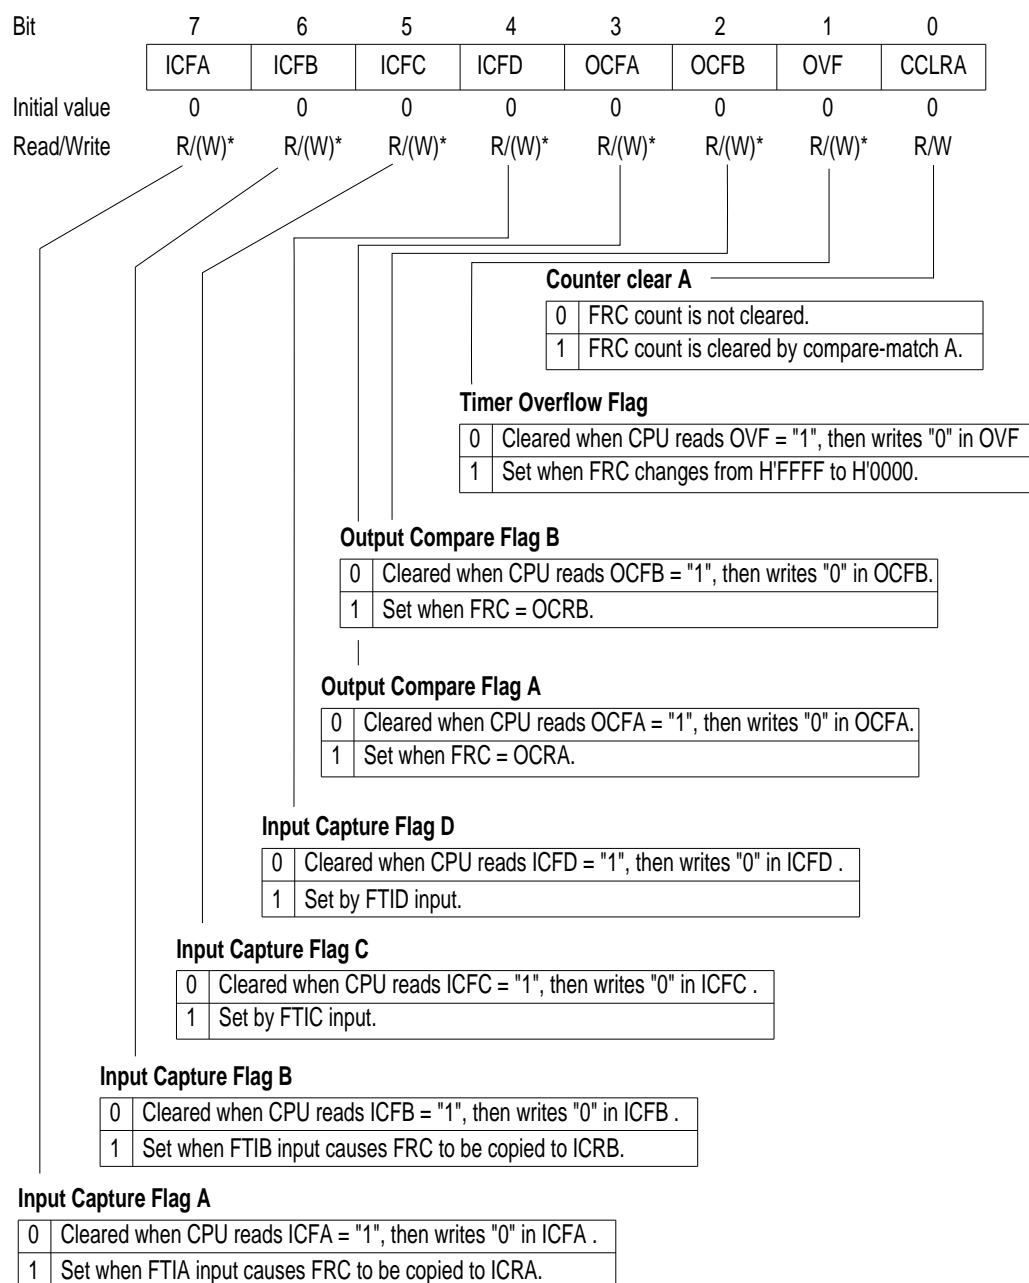 Bit 7 6 5 4 3 2 1 0
ICFA ICFB ICFC ICFD OCFA OCFB OVF CCLRA
Initial value 0 0 0 0 0 0 0 0
Read/Write R/(W)* R/(W)* R/(W)* R/(W)* R/(W)* R/(W)* R/(W)* R/W
Counter clear A
0 FRC count is not cleared.
1 FRC count is cleared by compare-match A.
Timer Overflow Flag
0 Cleared when CPU reads OVF = "1", then writes "0" in OVF
1 Set when FRC changes from H'FFFF to H'0000.
Output Compare Flag B
0 Cleared when CPU reads OCFB = "1", then writes "0" in OCFB.
1 Set when FRC = OCRB.
Output Compare Flag A
0 Cleared when CPU reads OCFA = "1", then writes "0" in OCFA.
1 Set when FRC = OCRA.
Input Capture Flag D
0 Cleared when CPU reads ICFD = "1", then writes "0" in ICFD .
1 Set by FTID input.
Input Capture Flag C
0 Cleared when CPU reads ICFC = "1", then writes "0" in ICFC .
1 Set by FTIC input.
Input Capture Flag B
0 Cleared when CPU reads ICFB = "1", then writes "0" in ICFB .
1 Set when FTIB input causes FRC to be copied to ICRB.
Input Capture Flag A
0 Cleared when CPU reads ICFA = "1", then writes "0" in ICFA .
1 Set when FTIA input causes FRC to be copied to ICRA.